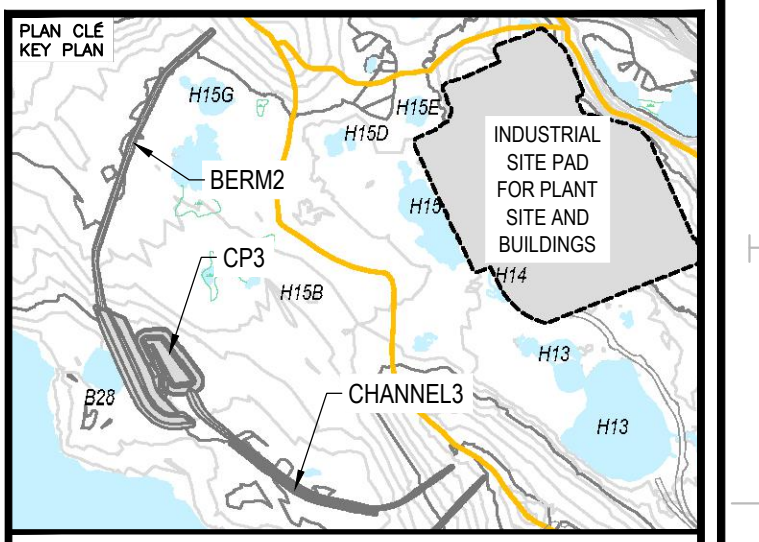 PLAN CLÉ
KEY PLAN
H15G
H15E
H15D
BERM2
INDUSTRIAL
SITE PAD
FOR PLANT
SITE AND
BUILDINGS
H15
CP3
H14
H15B
H13
B28
CHANNEL3
H13